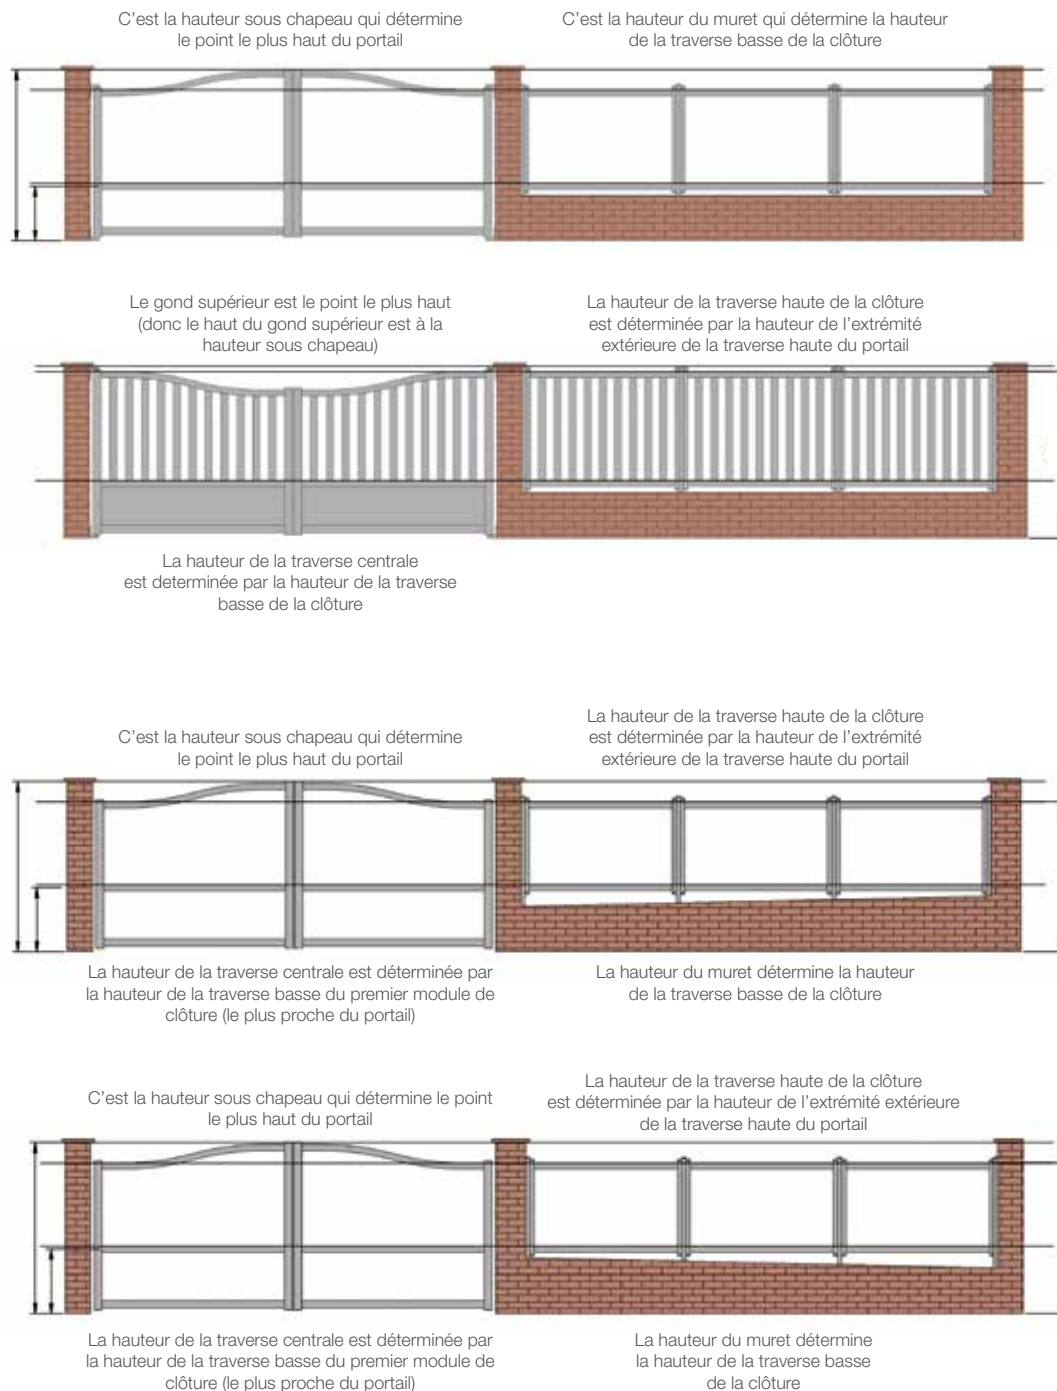 C'est la hauteur sous chapeau qui détermine
le point le plus haut du portail
C'est la hauteur du muret qui détermine la hauteur
de la traverse basse de la clôture
Le gond supérieur est le point le plus haut
(donc le haut du gond supérieur est à la
hauteur sous chapeau)
La hauteur de la traverse haute de la clôture
est déterminée par la hauteur de l'extrémité
extérieure de la traverse haute du portail
La hauteur de la traverse centrale
est determinée par la hauteur de la traverse
basse de la clôture
C'est la hauteur sous chapeau qui détermine
le point le plus haut du portail
La hauteur de la traverse haute de la clôture
est déterminée par la hauteur de l'extrémité
extérieure de la traverse haute du portail
La hauteur de la traverse centrale est déterminée par
la hauteur de la traverse basse du premier module de
clôture (le plus proche du portail)
La hauteur du muret détermine la hauteur
de la traverse basse de la clôture
C'est la hauteur sous chapeau qui détermine le point
le plus haut du portail
La hauteur de la traverse haute de la clôture
est déterminée par la hauteur de l'extrémité extérieure
de la traverse haute du portail
La hauteur de la traverse centrale est déterminée par
la hauteur de la traverse basse du premier module de
clôture (le plus proche du portail)
La hauteur du muret détermine
la hauteur de la traverse basse
de la clôture